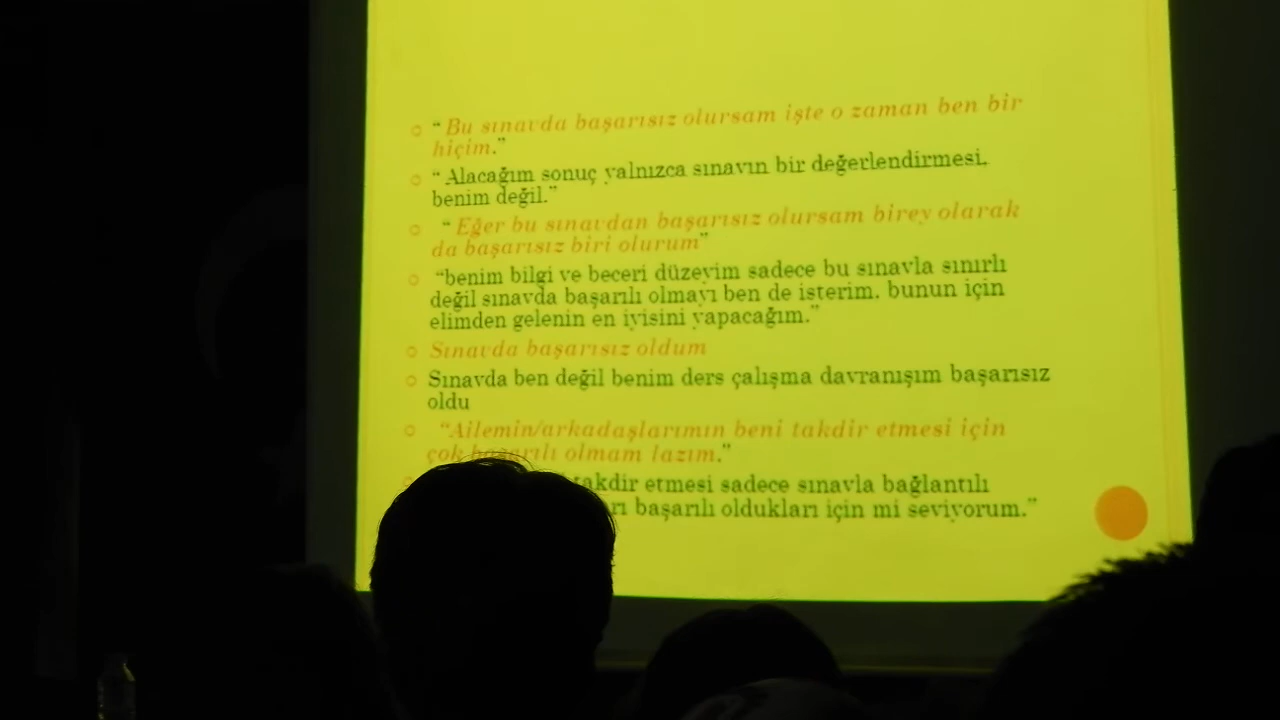 “ Bu sınavda başarısız olursam işte o zaman ben bir
hiçim.”
“ Alacağım sonuç yalnızca sınavın bir değerlendirmesi,
benim değil.”
“ Eğer bu sınavdan başarısız olursam birey olarak
da başarısız biri olurum”
“benim bilgi ve beceri düzeyim sadece bu sınavla sınırlı
değil sınavda başarılı olmayı ben de isterim. bunun için
elimden gelenin en iyisini yapacağım.”
Sınavda başarısız oldum
Sınavda ben değil benim ders çalışma davranışım başarısız
oldu
“Ailemin/arkadaşlarımın beni takdir etmesi için
çok başarılı olmam lazım.”
takdir etmesi sadece sınavla bağlantılı
başarılı oldukları için mi seviyorum.”